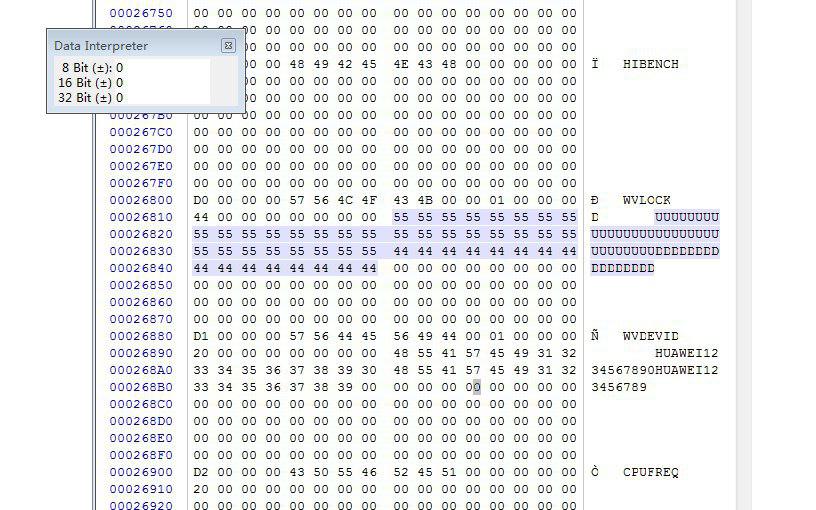 00026750 00 00 00 00 00 00 00 00 00 00 00 00 00 00 00 00
00 00 00 00 00 00 00 00 00 00 00 00 00
00 00 00 00 00 00 00 00 00 00 00 00 00
Data Interpreter
8 Bit (±): 0
16 Bit (±) 0
32 Bit (±) 0
00 48 49 42 45 4E 43 48 00 00 00 00 00 Ï HIBENCH
00 00 00 00 00 00 00 00 00 00 00 00 00
00 00 00 00 00 00 00 00 00 00 00 00 00
000267B0 00 00 00 00 00 00 00 00 00 00 00 00 00 00 00 00
000267C0 00 00 00 00 00 00 00 00 00 00 00 00 00 00 00 00
000267D0 00 00 00 00 00 00 00 00 00 00 00 00 00 00 00 00
000267E0 00 00 00 00 00 00 00 00 00 00 00 00 00 00 00 00
000267F0 00 00 00 00 00 00 00 00 00 00 00 00 00 00 00 00
00026800 D0 00 00 00 57 56 4C 4F 43 4B 00 00 01 00 00 00 Ð WVLOCK
00026810 44 00 00 00 00 00 00 00 55 55 55 55 55 55 55 55 D UUUUUUUU
00026820 55 55 55 55 55 55 55 55 55 55 55 55 55 55 55 55 UUUUUUUUUUUUUUUU
00026830 55 55 55 55 55 55 55 55 44 44 44 44 44 44 44 44 UUUUUUUUDDDDDDDD
00026840 44 44 44 44 44 44 44 44 00 00 00 00 00 00 00 00 DDDDDDDD
00026850 00 00 00 00 00 00 00 00 00 00 00 00 00 00 00 00
00026860 00 00 00 00 00 00 00 00 00 00 00 00 00 00 00 00
00026870 00 00 00 00 00 00 00 00 00 00 00 00 00 00 00 00
00026880 D1 00 00 00 57 56 44 45 56 49 44 00 01 00 00 00 Ñ WVDEVID
00026890 20 00 00 00 00 00 00 00 48 55 41 57 45 49 31 32 HUAWEI12
000268A0 33 34 35 36 37 38 39 30 48 55 41 57 45 49 31 32 34567890HUAWEI12
000268B0 33 34 35 36 37 38 39 00 00 00 00 00 00 00 00 00 3456789
000268C0 00 00 00 00 00 00 00 00 00 00 00 00 00 00 00 00
000268D0 00 00 00 00 00 00 00 00 00 00 00 00 00 00 00 00
000268E0 00 00 00 00 00 00 00 00 00 00 00 00 00 00 00 00
000268F0 00 00 00 00 00 00 00 00 00 00 00 00 00 00 00 00
00026900 D2 00 00 00 43 50 55 46 52 45 51 00 00 00 00 00 Ò CPUFREQ
00026910 20 00 00 00 00 00 00 00 00 00 00 00 00 00 00 00
00026920 00 00 00 00 00 00 00 00 00 00 00 00 00 00 00 00